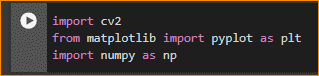 import cv2
from matplotlib import pyplot as plt
import numpy as np